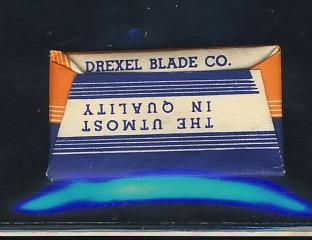 DREXEL BLADE CO.
THE UTMOST
IN QUALITY